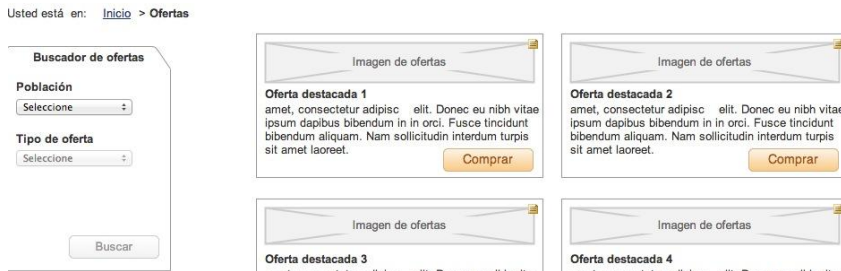 Usted está en: Inicio > Ofertas
Buscador de ofertas
Población
Seleccione
Tipo de oferta
Seleccione
Buscar
Imagen de ofertas
Oferta destacada 1
amet, consectetur adipisc elit. Donec eu nibh vitae
ipsum dapibus bibendum in in orci. Fusce tincidunt
bibendum aliquam. Nam sollicitudin interdum turpis
sit amet laoreet.
Comprar
Imagen de ofertas
Oferta destacada 2
amet, consectetur adipisc elit. Donec eu nibh vitae
ipsum dapibus bibendum in in orci. Fusce tincidunt
bibendum aliquam. Nam sollicitudin interdum turpis
sit amet laoreet.
Comprar
Imagen de ofertas
Oferta destacada 3
Imagen de ofertas
Oferta destacada 4